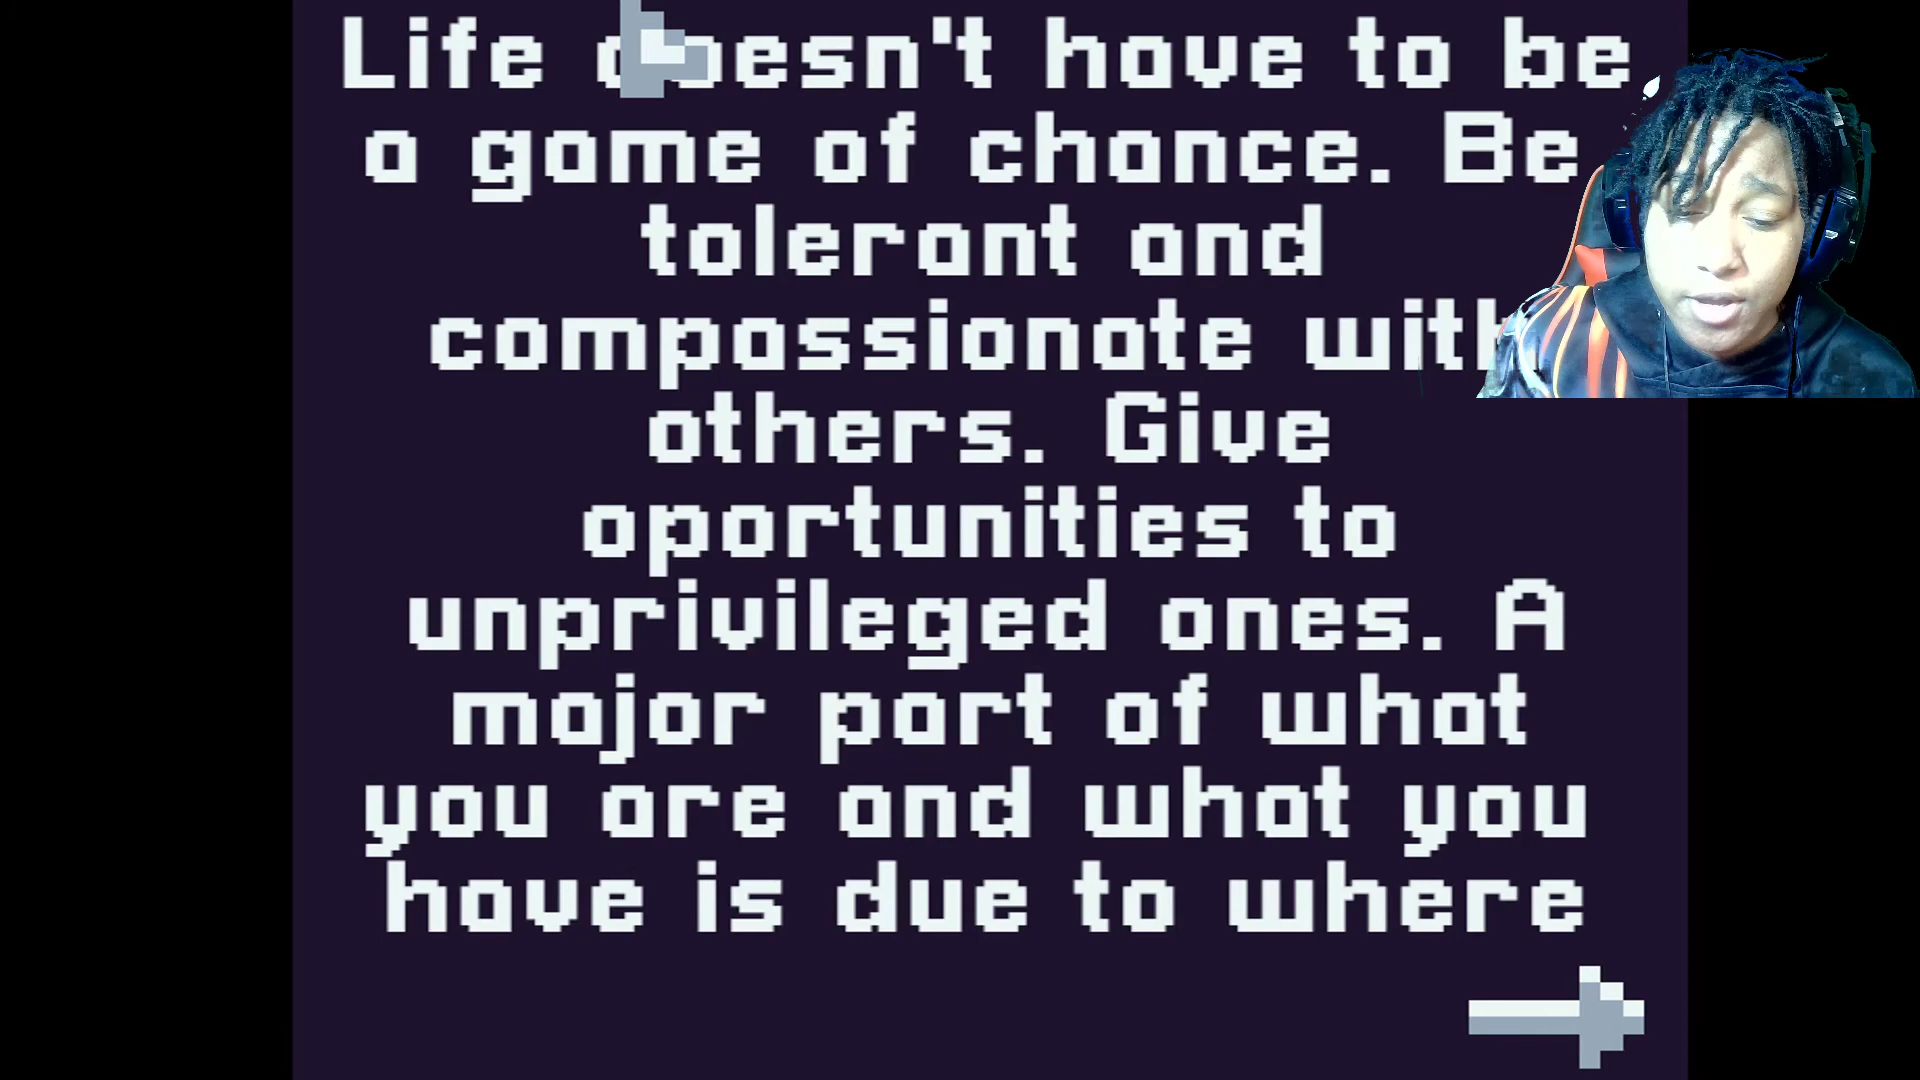 Life doesn't have to be
a game of chance. Be
tolerant and
compassionate with
others. Give
oportunities to
unprivileged ones. A
major part of what
you are and what you
have is due to where